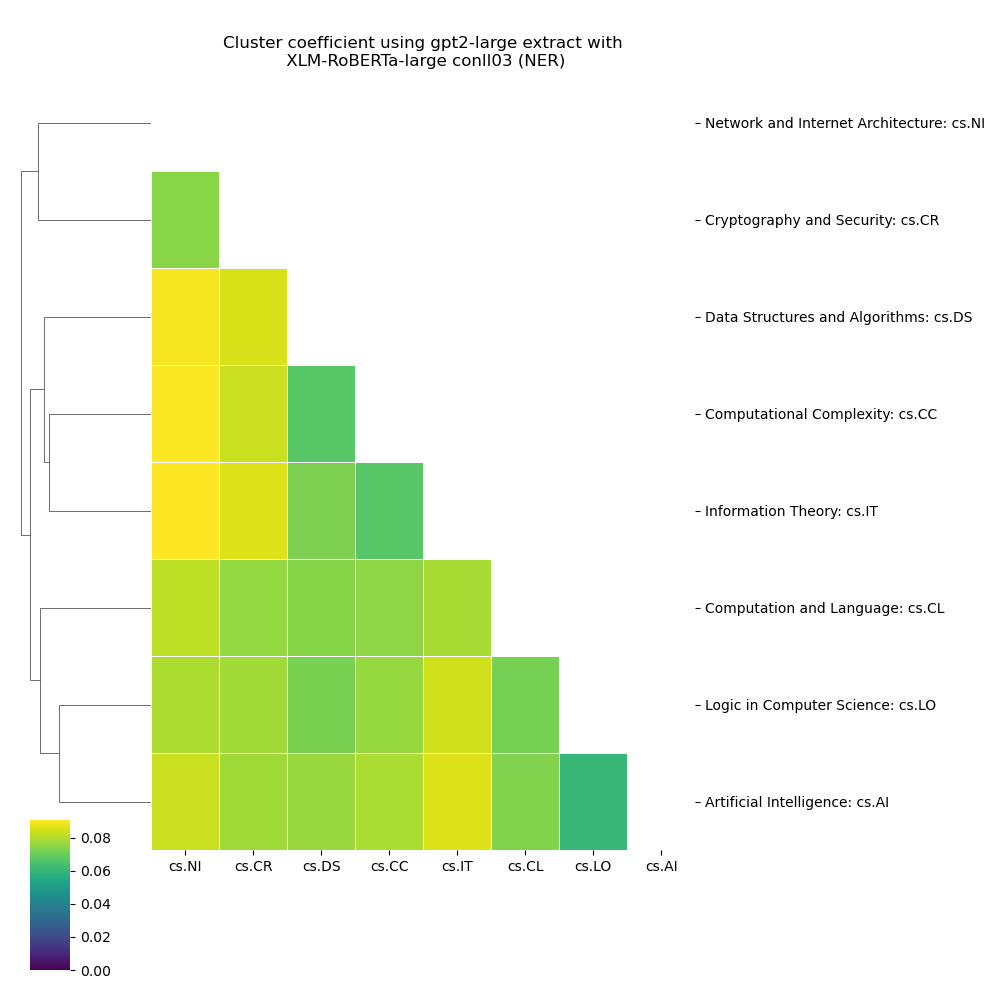 Cluster coefficient using gpt2-large extract with
XLM-RoBERTa-large conll03 (NER)
Network and Internet Architecture: cs.NI
Cryptography and Security: cs.CR
Data Structures and Algorithms: cs.DS
Computational Complexity: cs.CC
Information Theory: cs.IT
Computation and Language: cs.CL
Logic in Computer Science: cs.LO
Artificial Intelligence: cs.AI
cs.NI cs.CR cs.DS cs.CC cs.IT cs.CL cs.LO cs.AI
0.08
0.06
0.04
0.02
0.00